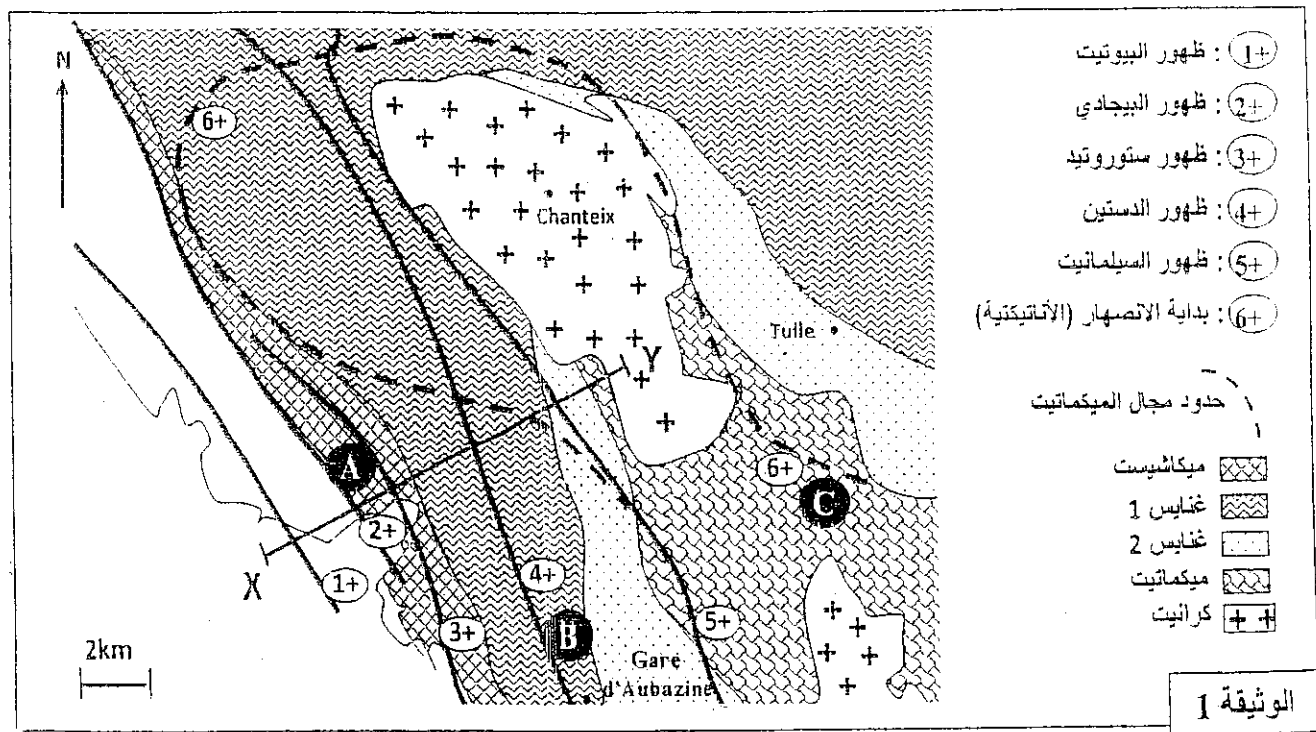 N
1+ : ظهور البيوتيت
2+ : ظهور البيجادي
3+ : ظهور ستوروتيد
4+ : ظهور الدستين
5+ : ظهور السيلمانيت
6+ : بداية الانصهار (الأناتيكتية)
حدود مجال الميكماتيت
ميكاشيست
غنايس 1
غنايس 2
ميكماتيت
كرانيت
6+
Chanteix
Tulle
Y
A
6+
C
2+
X
1+
4+
3+
B
5+
2km
Gare
d'Aubazine
الوثيقة 1